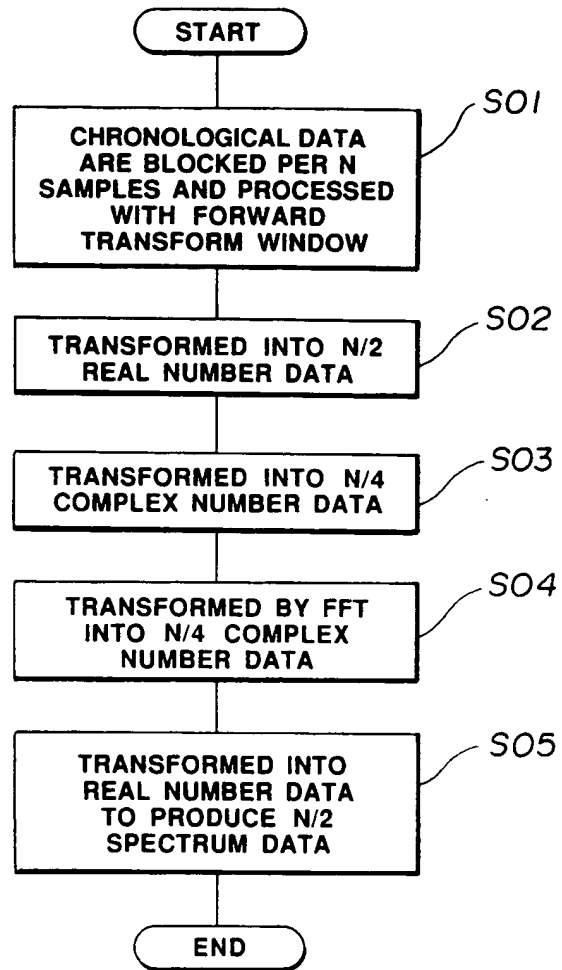 START
S01
CHRONOLOGICAL DATA
ARE BLOCKED PER N
SAMPLES AND PROCESSED
WITH FORWARD
TRANSFORM WINDOW
S02
TRANSFORMED INTO N/2
REAL NUMBER DATA
S03
TRANSFORMED INTO N/4
COMPLEX NUMBER DATA
S04
TRANSFORMED BY FFT
INTO N/4 COMPLEX
NUMBER DATA
S05
TRANSFORMED INTO
REAL NUMBER DATA
TO PRODUCE N/2
SPECTRUM DATA
END